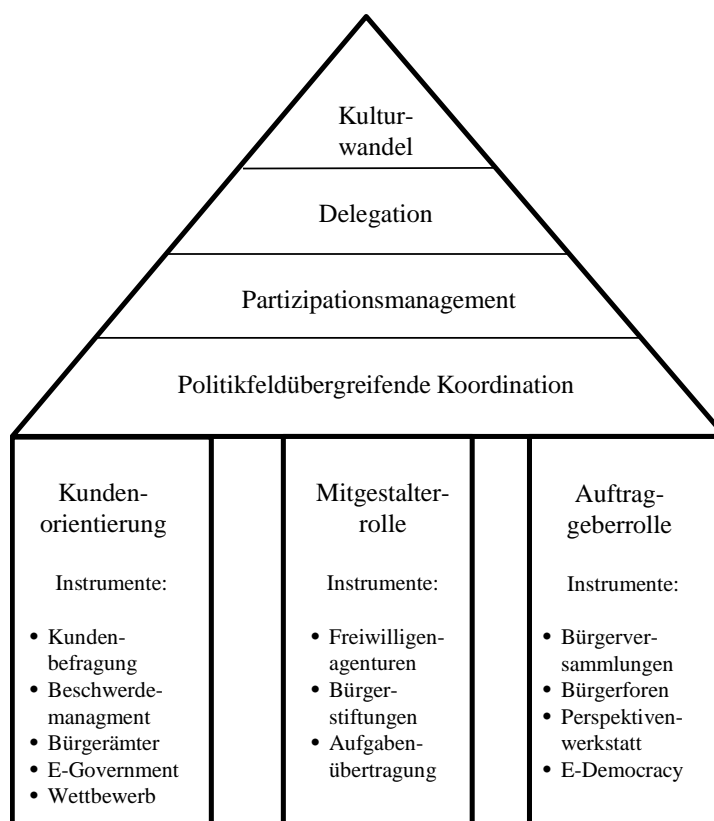 Kultur-
wandel
Delegation
Partizipationsmanagement
Politikfeldübergreifende Koordination
Kunden-
orientierung
Instrumente:
• Kunden-
befragung
• Beschwerde-
managment
• Bürgerämter
• E-Government
• Wettbewerb
Mitgestalter-
rolle
Instrumente:
• Freiwilligen-
agenturen
• Bürger-
stiftungen
• Aufgaben-
übertragung
Auftrag-
geberrolle
Instrumente:
• Bürgerver-
sammlungen
• Bürgerforen
• Perspektiven-
werkstatt
• E-Democracy